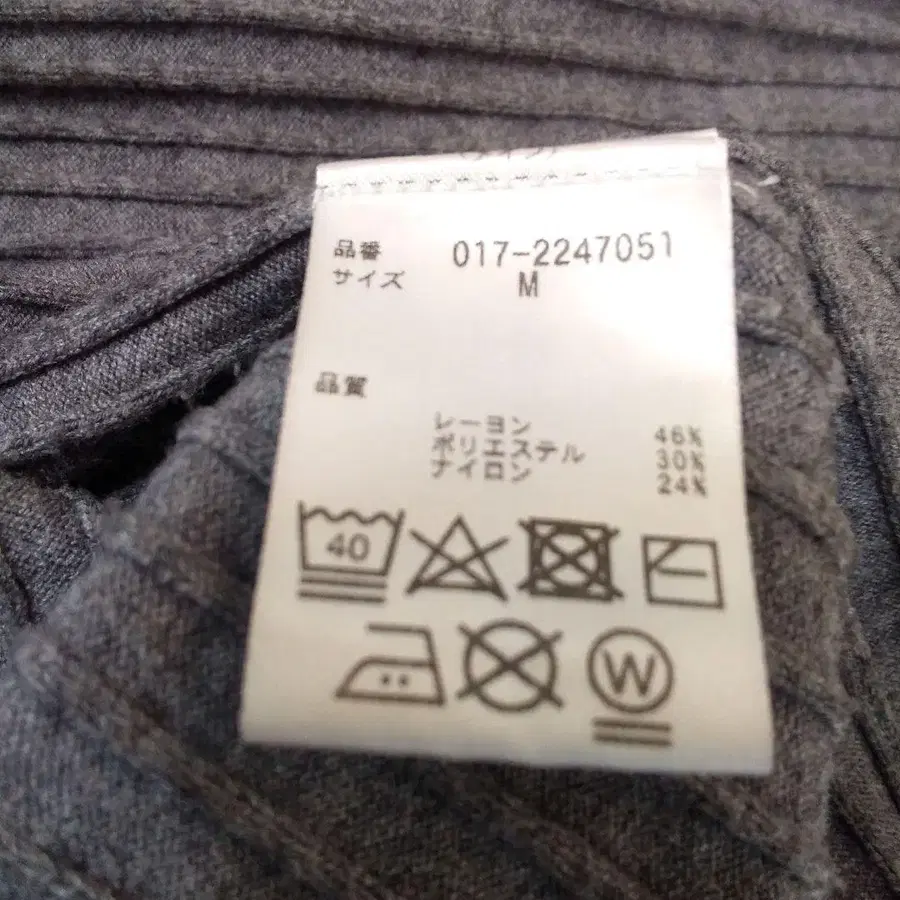 品番 017-2247051
サイズ M
品質
レーヨン 46%
ポリエステル 30%
ナイロン 24%
40
W